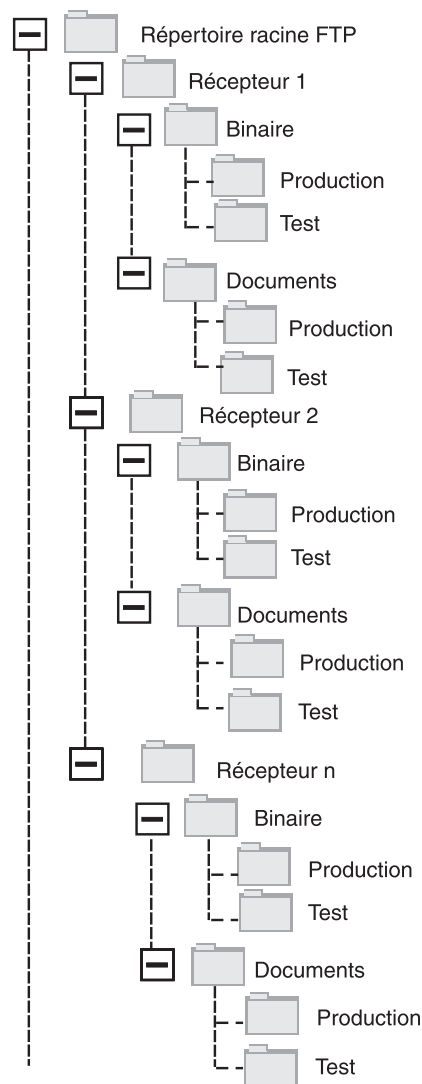 Répertoire racine FTP
Récepteur 1
Binaire
Production
Test
Documents
Production
Test
Récepteur 2
Binaire
Production
Test
Documents
Production
Test
Récepteur n
Binaire
Production
Test
Documents
Production
Test